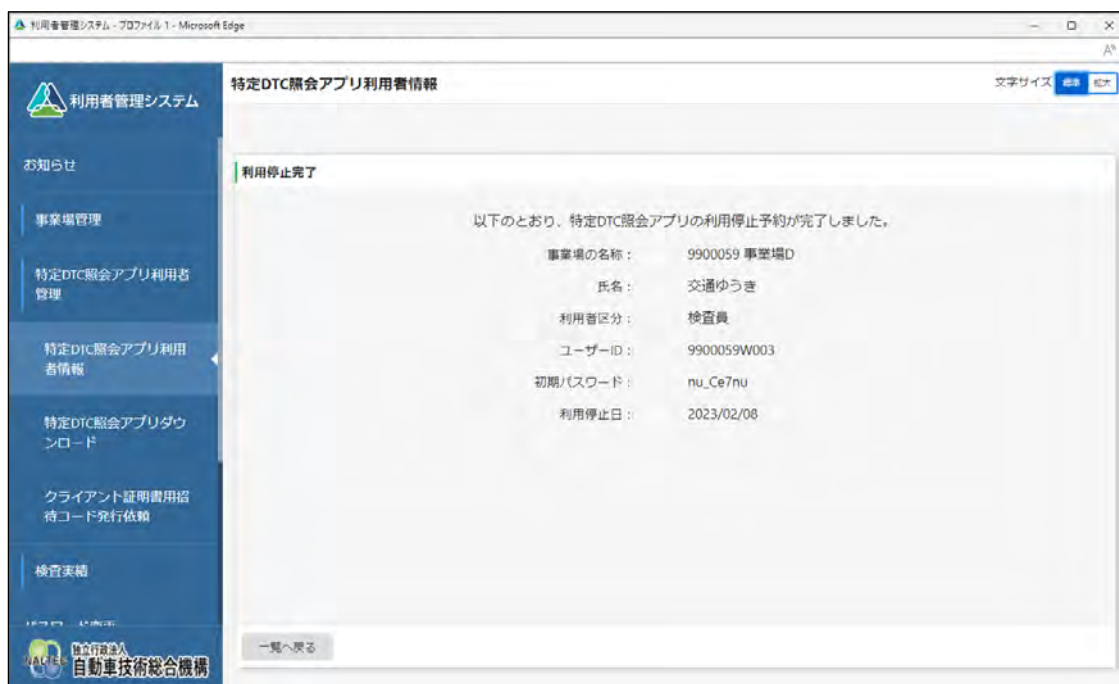 利用者管理システム - プロファイル 1 - Microsoft Edge
利用者管理システム
特定DTC照会アプリ利用者情報
文字サイズ 標準 拡大
お知らせ
事業場管理
特定DTC照会アプリ利用者
管理
特定DTC照会アプリ利用
者情報
特定DTC照会アプリダウ
ンロード
クライアント証明書用招
待コード発行依頼
検査実績
パスワード変更
独立行政法人
自動車技術総合機構
利用停止完了
以下のとおり、特定DTC照会アプリの利用停止予約が完了しました。
事業場の名称： 9900059 事業場D
氏名： 交通ゆうき
利用者区分： 検査員
ユーザーID： 9900059W003
初期パスワード： nu_Ce7nu
利用停止日： 2023/02/08
一覧へ戻る